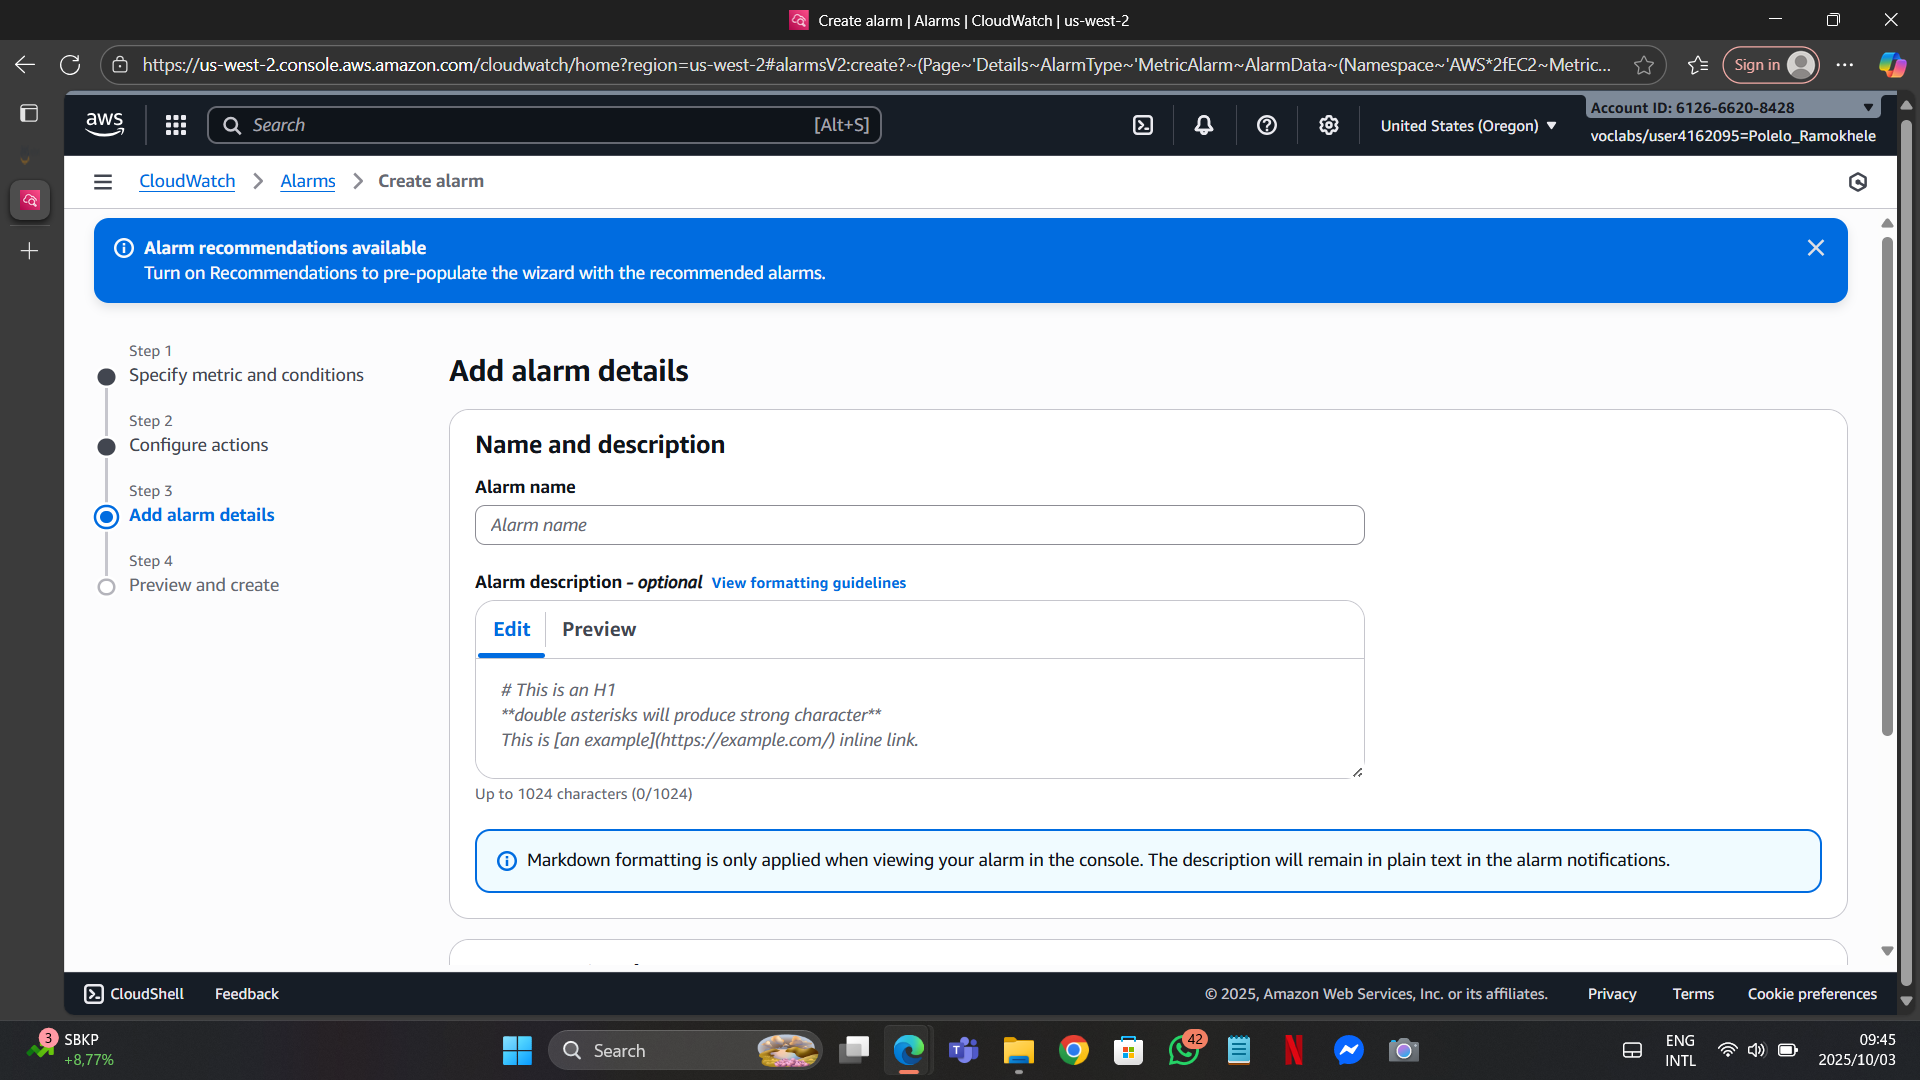 Create alarm | Alarms | CloudWatch | us-west-2
https://us-west-2.console.aws.amazon.com/cloudwatch/home?region=us-west-2#alarmsV2:create?~(Page~'Details~AlarmType~'MetricAlarm~AlarmData~(Namespace~'AWS*2fEC2~Metric...
Sign in
aws
Search
[Alt+S]
United States (Oregon)
Account ID: 6126-6620-8428
voclabs/user4162095=Polelo_Ramokhele
CloudWatch
Alarms
Create alarm
Alarm recommendations available
Turn on Recommendations to pre-populate the wizard with the recommended alarms.
Step 1
Specify metric and conditions
Step 2
Configure actions
Step 3
Add alarm details
Step 4
Preview and create
Add alarm details
Name and description
Alarm name
Alarm name
Alarm description - optional View formatting guidelines
Edit
Preview
# This is an H1
**double asterisks will produce strong character**
This is [an example](https://example.com/) inline link.
Up to 1024 characters (0/1024)
Markdown formatting is only applied when viewing your alarm in the console. The description will remain in plain text in the alarm notifications.
CloudShell
Feedback
© 2025, Amazon Web Services, Inc. or its affiliates.
Privacy
Terms
Cookie preferences
3
SBKP
+8,77%
Search
42
ENG
INTL
09:45
2025/10/03